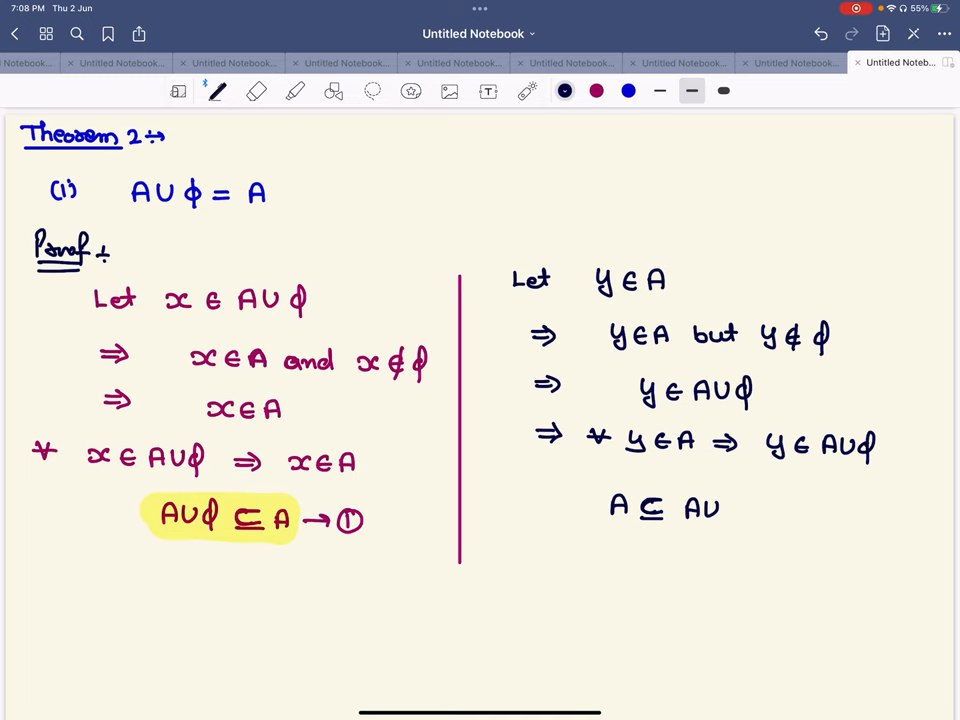 7:08 PM Thu 2 Jun
55%
Untitled Notebook
Notebook... Untitled Notebook... Untitled Notebook... Untitled Notebook... Untitled Notebook... Untitled Notebook... Untitled Notebook... Untitled Notebook... Untitled Noteb...
Theorem 2 ÷
(1) A ∪ ϕ = A
Proof ÷
Let x ∈ A ∪ ϕ
⇒ x ∈ A and x ∉ ϕ
⇒ x ∈ A
∀ x ∈ A ∪ ϕ ⇒ x ∈ A
A ∪ ϕ ⊆ A → ①
Let y ∈ A
⇒ y ∈ A but y ∉ ϕ
⇒ y ∈ A ∪ ϕ
⇒ ∀ y ∈ A ⇒ y ∈ A ∪ ϕ
A ⊆ A ∪